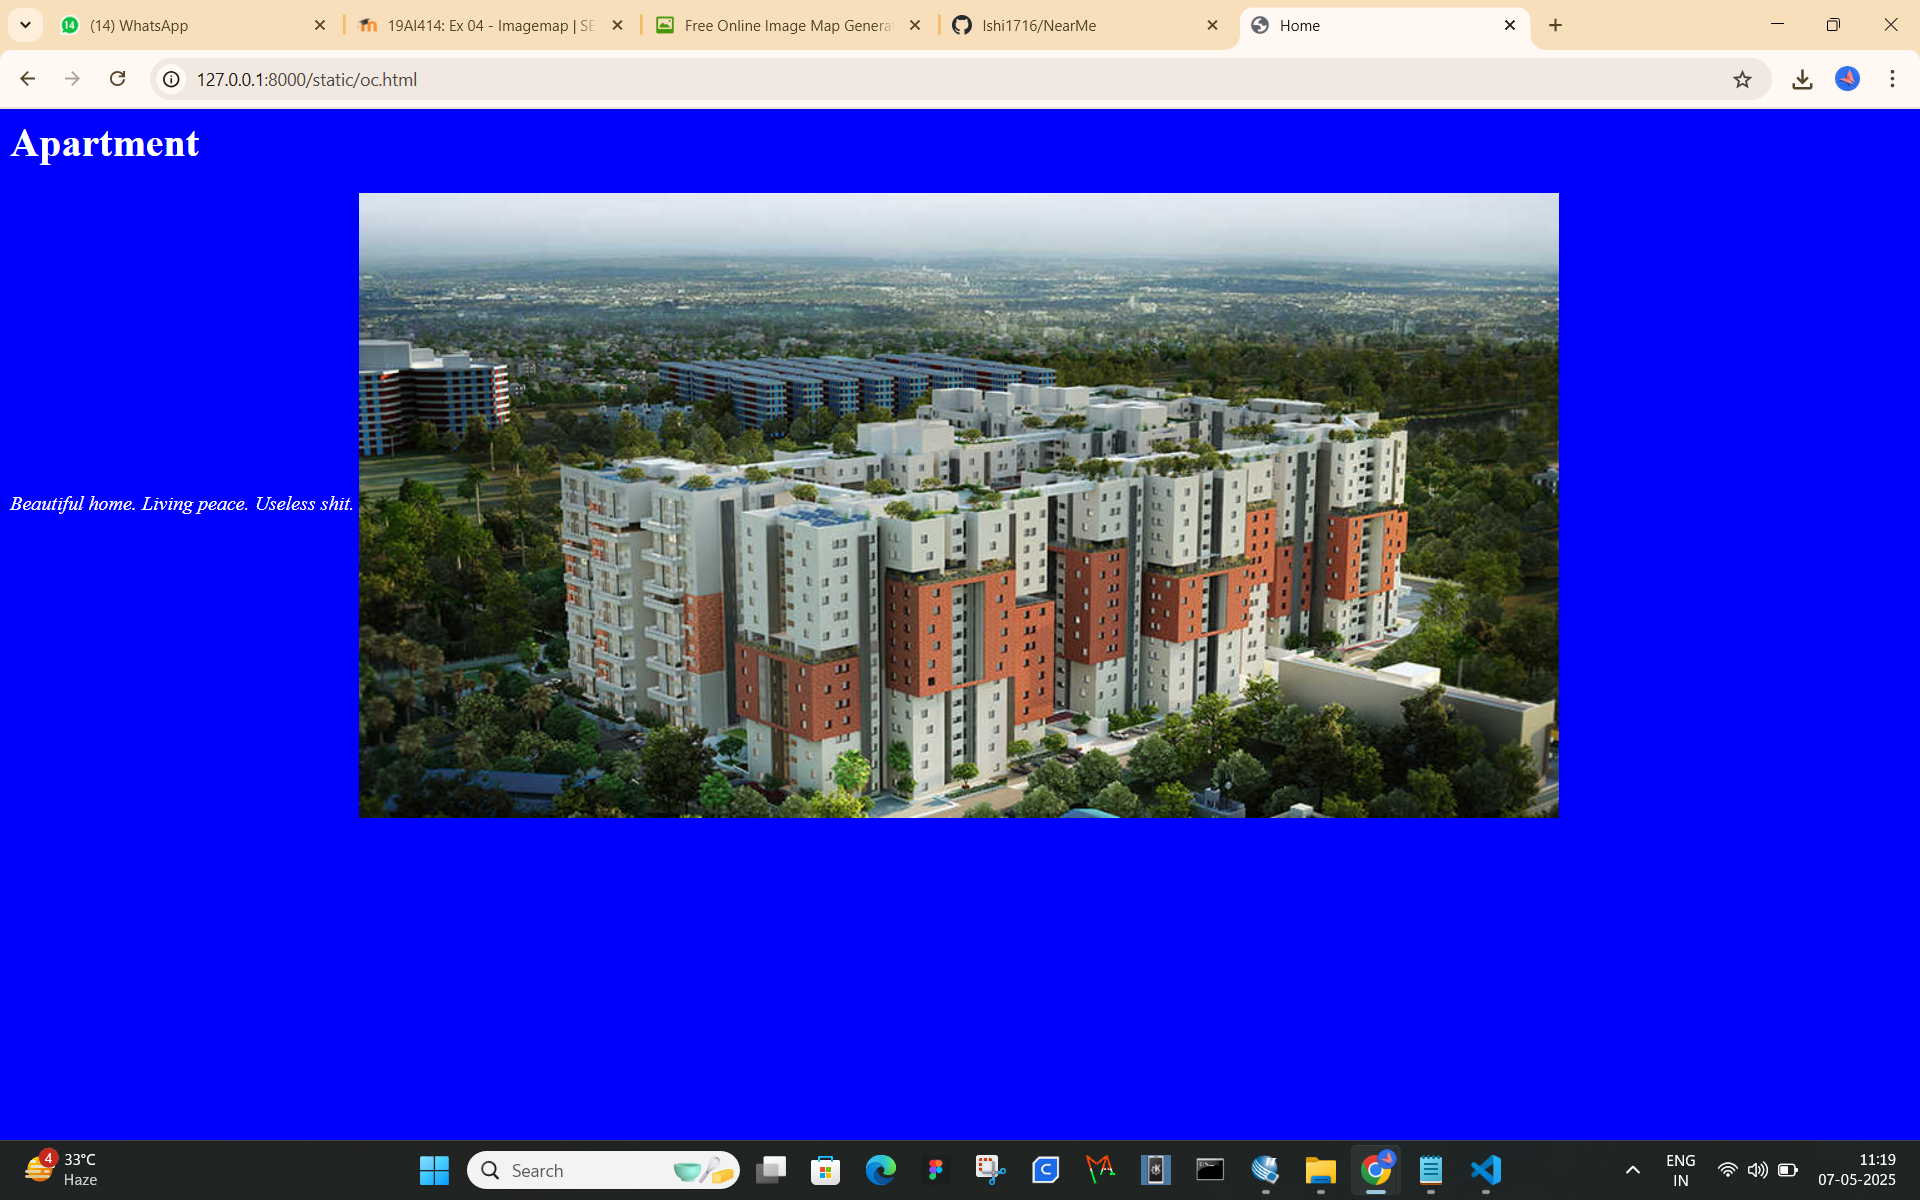 14
(14) WhatsApp
19AI414: Ex 04 - Imagemap | SE
Free Online Image Map Genera
Ishi1716/NearMe
Home
127.0.0.1:8000/static/oc.html
Apartment
Beautiful home. Living peace. Useless shit.
4
33°C
Haze
Search
ENG
IN
11:19
07-05-2025